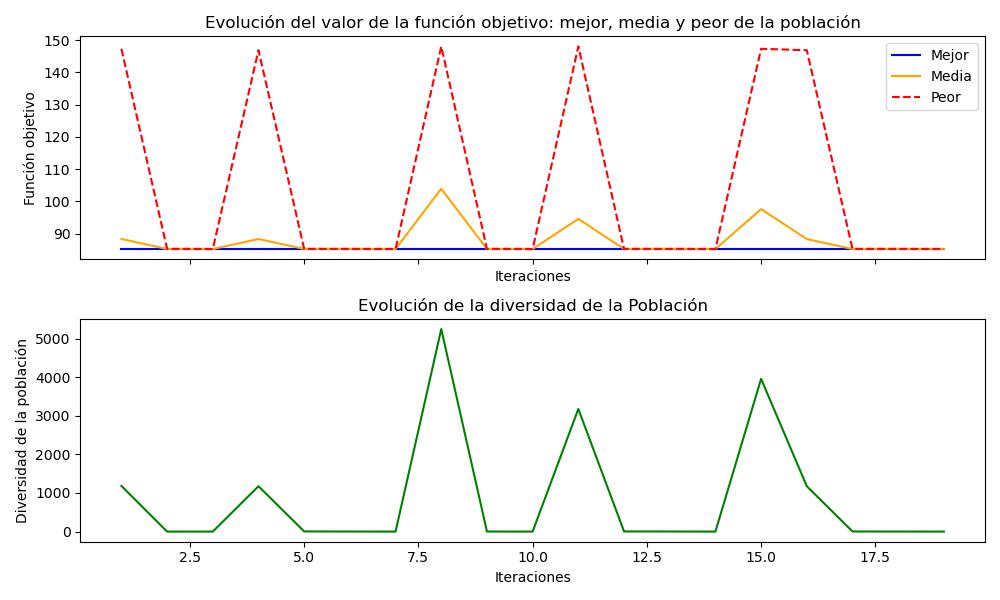 Evolución del valor de la función objetivo: mejor, media y peor de la población
150
140
130
120
110
100
90
Función objetivo
Mejor
Media
Peor
Iteraciones
Evolución de la diversidad de la Población
5000
4000
3000
2000
1000
0
Diversidad de la población
2.5 5.0 7.5 10.0 12.5 15.0 17.5
Iteraciones